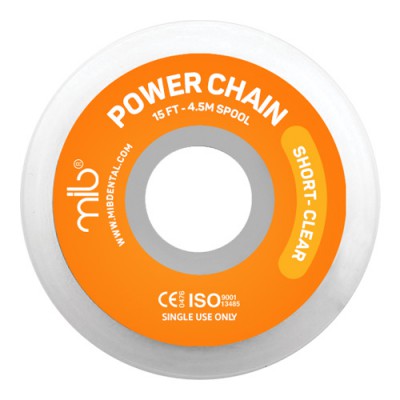 POWER CHAIN
15 FT - 4.5M SPOOL
SHORT - CLEAR
mib®
WWW.MIBDENTAL.COM
CE 0476 ISO 9001 13485
SINGLE USE ONLY